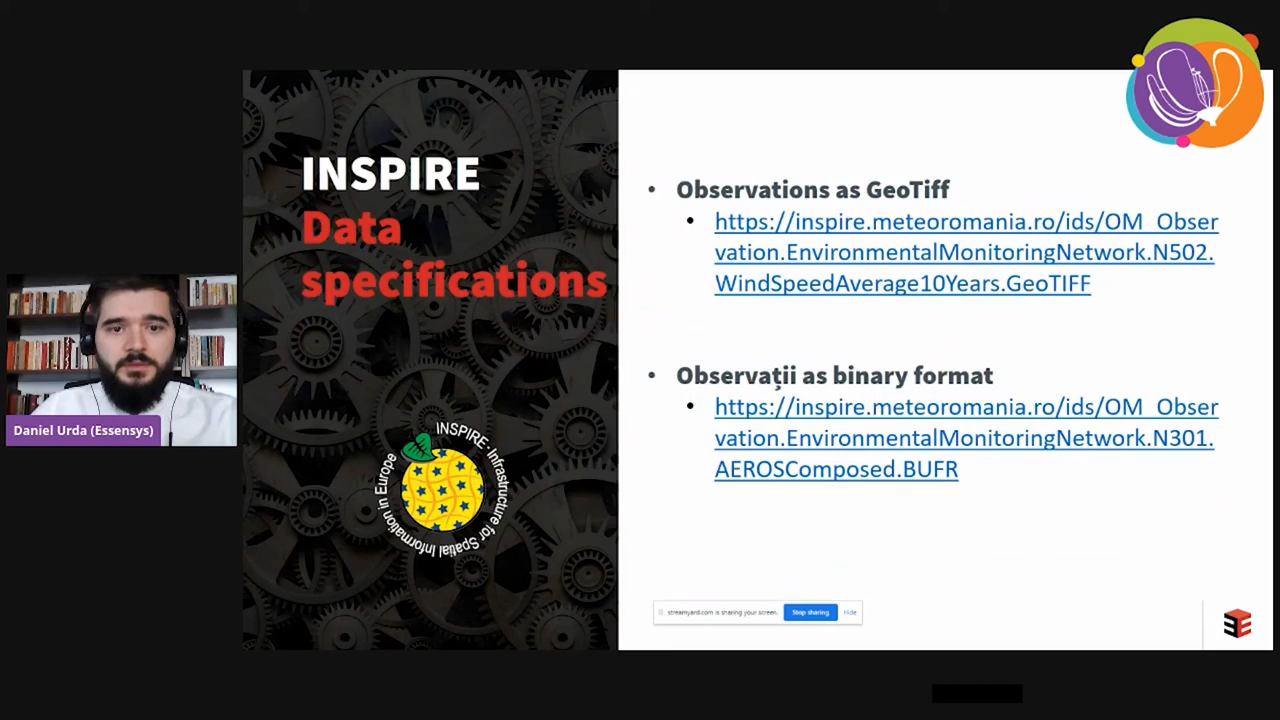 INSPIRE
Data
specifications
INSPIRE · Infrastructure for Spatial Information in Europe
Daniel Urda (Essensys)
• Observations as GeoTiff
• https://inspire.meteoromania.ro/ids/OM_Obser
vation.EnvironmentalMonitoringNetwork.N502.
WindSpeedAverage10Years.GeoTIFF
• Observații as binary format
• https://inspire.meteoromania.ro/ids/OM_Obser
vation.EnvironmentalMonitoringNetwork.N301.
AEROSComposed.BUFR
streamyard.com is sharing your screen. Stop sharing Hide